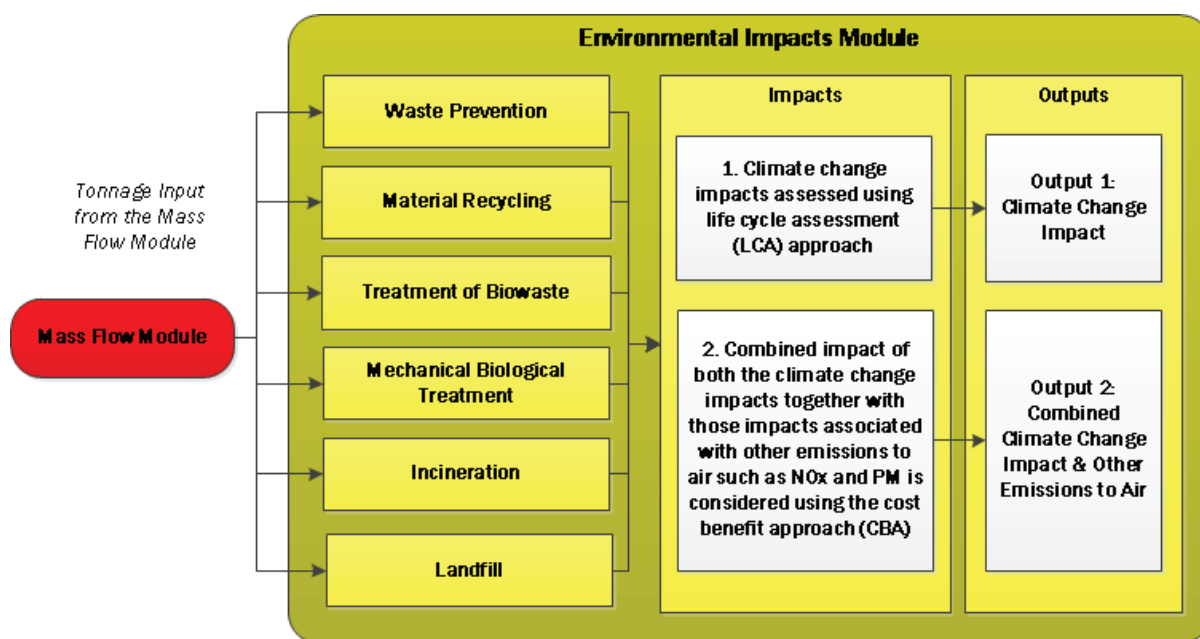 Environmental Impacts Module
Tonnage Input
from the Mass
Flow Module
Mass Flow Module
Waste Prevention
Material Recycling
Treatment of Biowaste
Mechanical Biological
Treatment
Incineration
Landfill
Impacts
1. Climate change
impacts assessed using
life cycle assessment
(LCA) approach
2. Combined impact of
both the climate change
impacts together with
those impacts associated
with other emissions to
air such as NOx and PM is
considered using the cost
benefit approach (CBA)
Outputs
Output 1:
Climate Change
Impact
Output 2:
Combined
Climate Change
Impact & Other
Emissions to Air